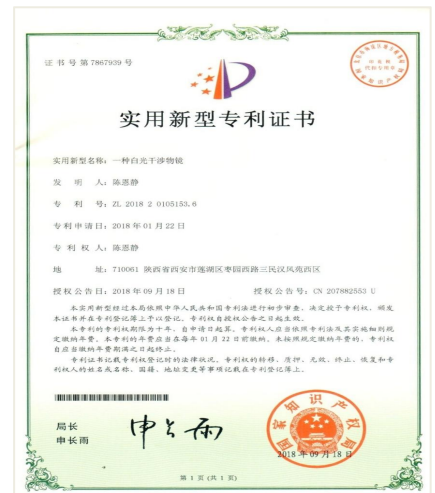 证书号第7867939号
实用新型专利证书
实用新型名称：一种白光干涉物镜
发明人：陈恩静
专利号：ZL 2018 2 0105153.6
专利申请日：2018年01月22日
专利权人：陈恩静
地址：710061 陕西省西安市莲湖区枣园西路三民汉风苑西区
授权公告日：2018年09月18日 授权公告号：CN 207882553 U
本实用新型经过本局依照中华人民共和国专利法进行初步审查，决定授予专利权，颁发
本证书并在专利登记簿上予以登记，专利权自授权公告之日起生效。
本专利的专利权期限为十年，自申请日起算。专利权人应当依照专利法及其实施细则规
定缴纳年费。本专利的年费应当在每年01月22日前缴纳。未按照规定缴纳年费的，专利权
自应当缴纳年费期满之日起终止。
专利证书记载专利权登记时的法律状况。专利权的转移、质押、无效、终止、恢复和专
利权人的姓名或名称、国籍、地址变更等事项记载在专利登记簿上。
局长
申长雨
申长雨
国家知识产权局
2018年09月18日
第1页(共1页)